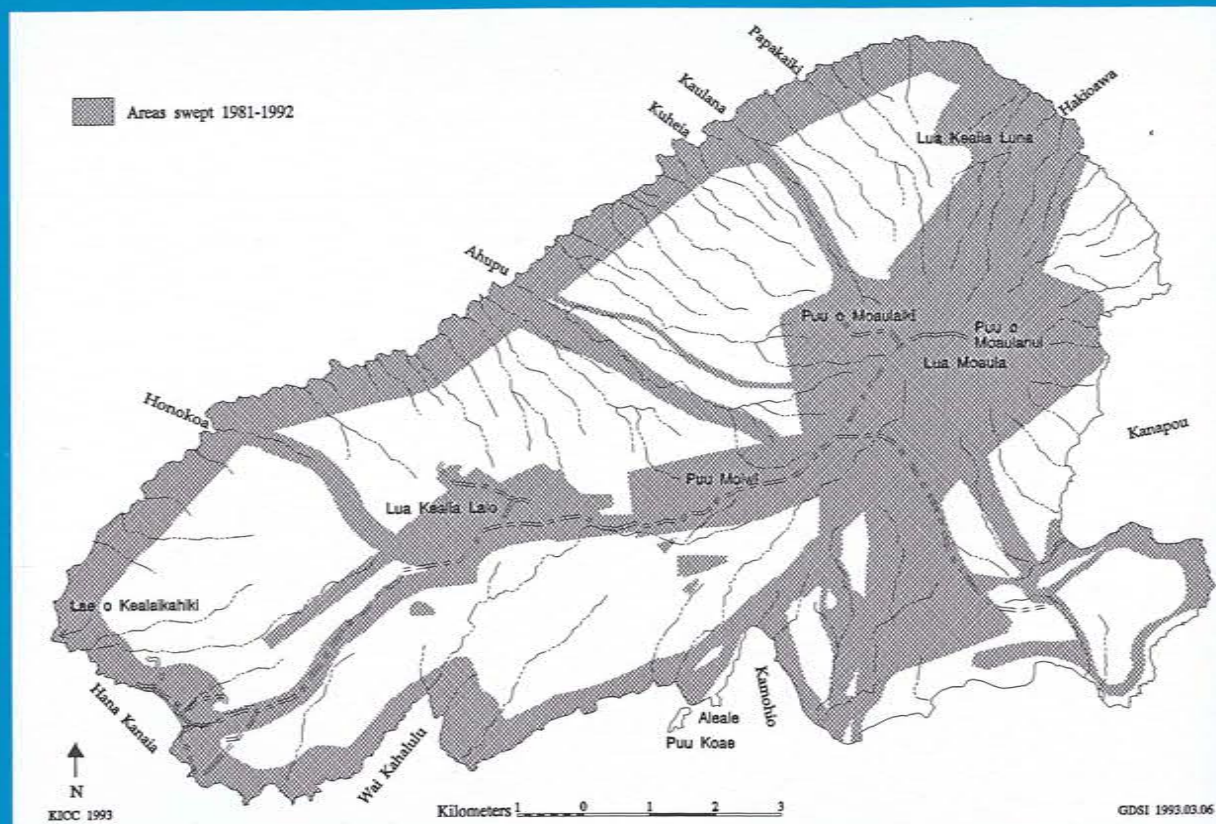 Areas swept 1981-1992
Papakaiki
Kaulana
Kuheia
Hakioawa
Lua Kealia Luna
Ahupu
Puu o Moaulaiki
Puu o
Moaulanui
Lua Moaula
Honokoa
Kanapou
Puu Moiwi
Lua Kealia Lalo
Lae o Kealaikahiki
Hana Kanaia
Wai Kahalulu
Kamohio
Aleale
Puu Koae
N
KICC 1993
Kilometers 1 0 1 2 3
GDSI 1993.03.06